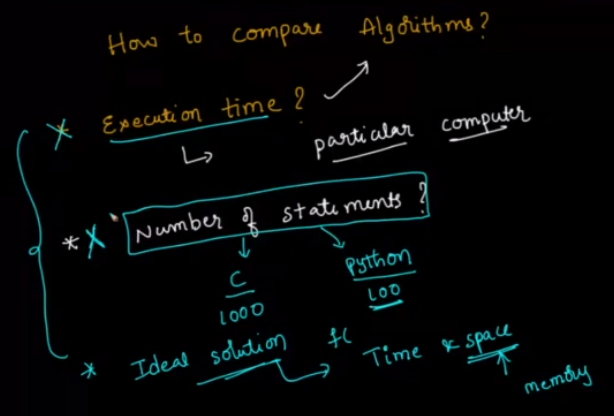 How to compare Algorithms?
* Execution time?
particular computer
* X Number of statements?
C
1000
python
100
* Ideal solution
Time & space
memory